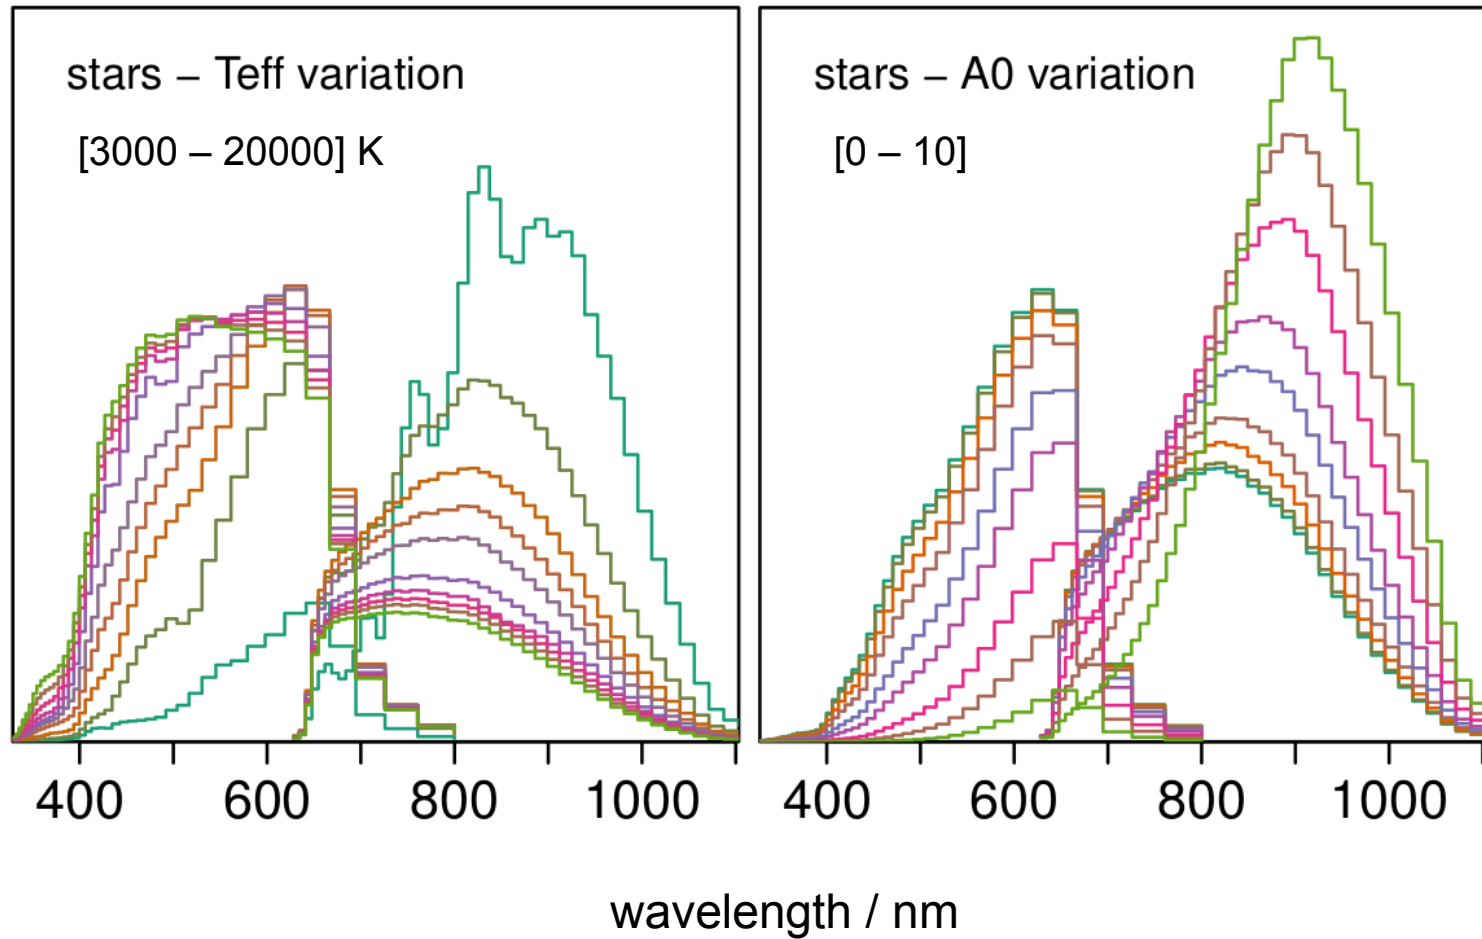 stars – Teff variation
[3000 – 20000] K
stars – A0 variation
[0 – 10]
400 600 800 1000
400 600 800 1000
wavelength / nm